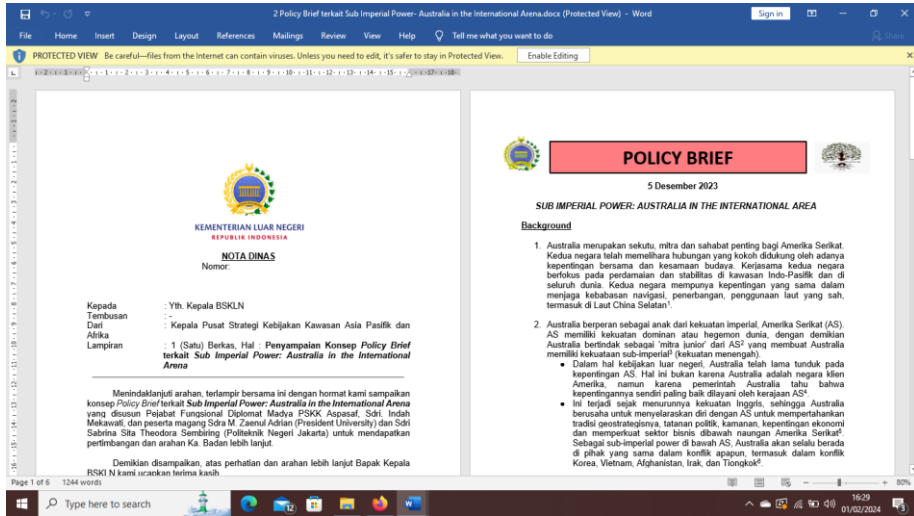 2 Policy Brief terkait Sub Imperial Power- Australia in the International Arena.docx (Protected View) - Word
Sign in
File Home Insert Design Layout References Mailings Review View Help Tell me what you want to do Share
PROTECTED VIEW Be careful—files from the Internet can contain viruses. Unless you need to edit, it's safer to stay in Protected View. Enable Editing
KEMENTERIAN LUAR NEGERI
REPUBLIK INDONESIA
NOTA DINAS
Nomor:
Kepada : Yth. Kepala BSKLN
Tembusan : -
Dari : Kepala Pusat Strategi Kebijakan Kawasan Asia Pasifik dan
Afrika
Lampiran : 1 (Satu) Berkas, Hal : Penyampaian Konsep Policy Brief
terkait Sub Imperial Power: Australia in the International
Arena
Menindaklanjuti arahan, terlampir bersama ini dengan hormat kami sampaikan
konsep Policy Brief terkait Sub Imperial Power: Australia in the International Arena
yang disusun Pejabat Fungsional Diplomat Madya PSKK Aspasaf, Sdri. Indah
Mekawati, dan peserta magang Sdra M. Zaenul Adrian (President University) dan Sdri
Sabrina Sita Theodora Sembiring (Politeknik Negeri Jakarta) untuk mendapatkan
pertimbangan dan arahan Ka. Badan lebih lanjut.
Demikian disampaikan, atas perhatian dan arahan lebih lanjut Bapak Kepala
BSKLN kami ucapkan terima kasih.
POLICY BRIEF
5 Desember 2023
SUB IMPERIAL POWER: AUSTRALIA IN THE INTERNATIONAL AREA
Background
1. Australia merupakan sekutu, mitra dan sahabat penting bagi Amerika Serikat.
Kedua negara telah memelihara hubungan yang kokoh didukung oleh adanya
kepentingan bersama dan kesamaan budaya. Kerjasama kedua negara
berfokus pada perdamaian dan stabilitas di kawasan Indo-Pasifik dan di
seluruh dunia. Kedua negara mempunya kepentingan yang sama dalam
menjaga kebabasan navigasi, penerbangan, penggunaan laut yang sah,
termasuk di Laut China Selatan¹.
2. Australia berperan sebagai anak dari kekuatan imperial, Amerika Serikat (AS).
AS memiliki kekuatan dominan atau hegemon dunia, dengan demikian
Australia bertindak sebagai 'mitra junior' dari AS² yang membuat Australia
memiliki kekuataan sub-imperial³ (kekuatan menengah).
• Dalam hal kebijakan luar negeri, Australia telah lama tunduk pada
kepentingan AS. Hal ini bukan karena Australia adalah negara klien
Amerika, namun karena pemerintah Australia tahu bahwa
kepentingannya sendiri paling baik dilayani oleh kerajaan AS⁴.
• Ini terjadi sejak menurunnya kekuatan Inggris, sehingga Australia
berusaha untuk menyelaraskan diri dengan AS untuk mempertahankan
tradisi geostrategisnya, tatanan politik, kamanan, kepentingan ekonomi
dan memperkuat sektor bisnis dibawah naungan Amerika Serikat⁵.
Sebagai sub-imperial power di bawah AS, Australia akan selalu berada
di pihak yang sama dalam konflik apapun, termasuk dalam konflik
Korea, Vietnam, Afghanistan, Irak, dan Tiongkok⁶.
Page 1 of 6 1244 words
80%
Type here to search
16:29
01/02/2024